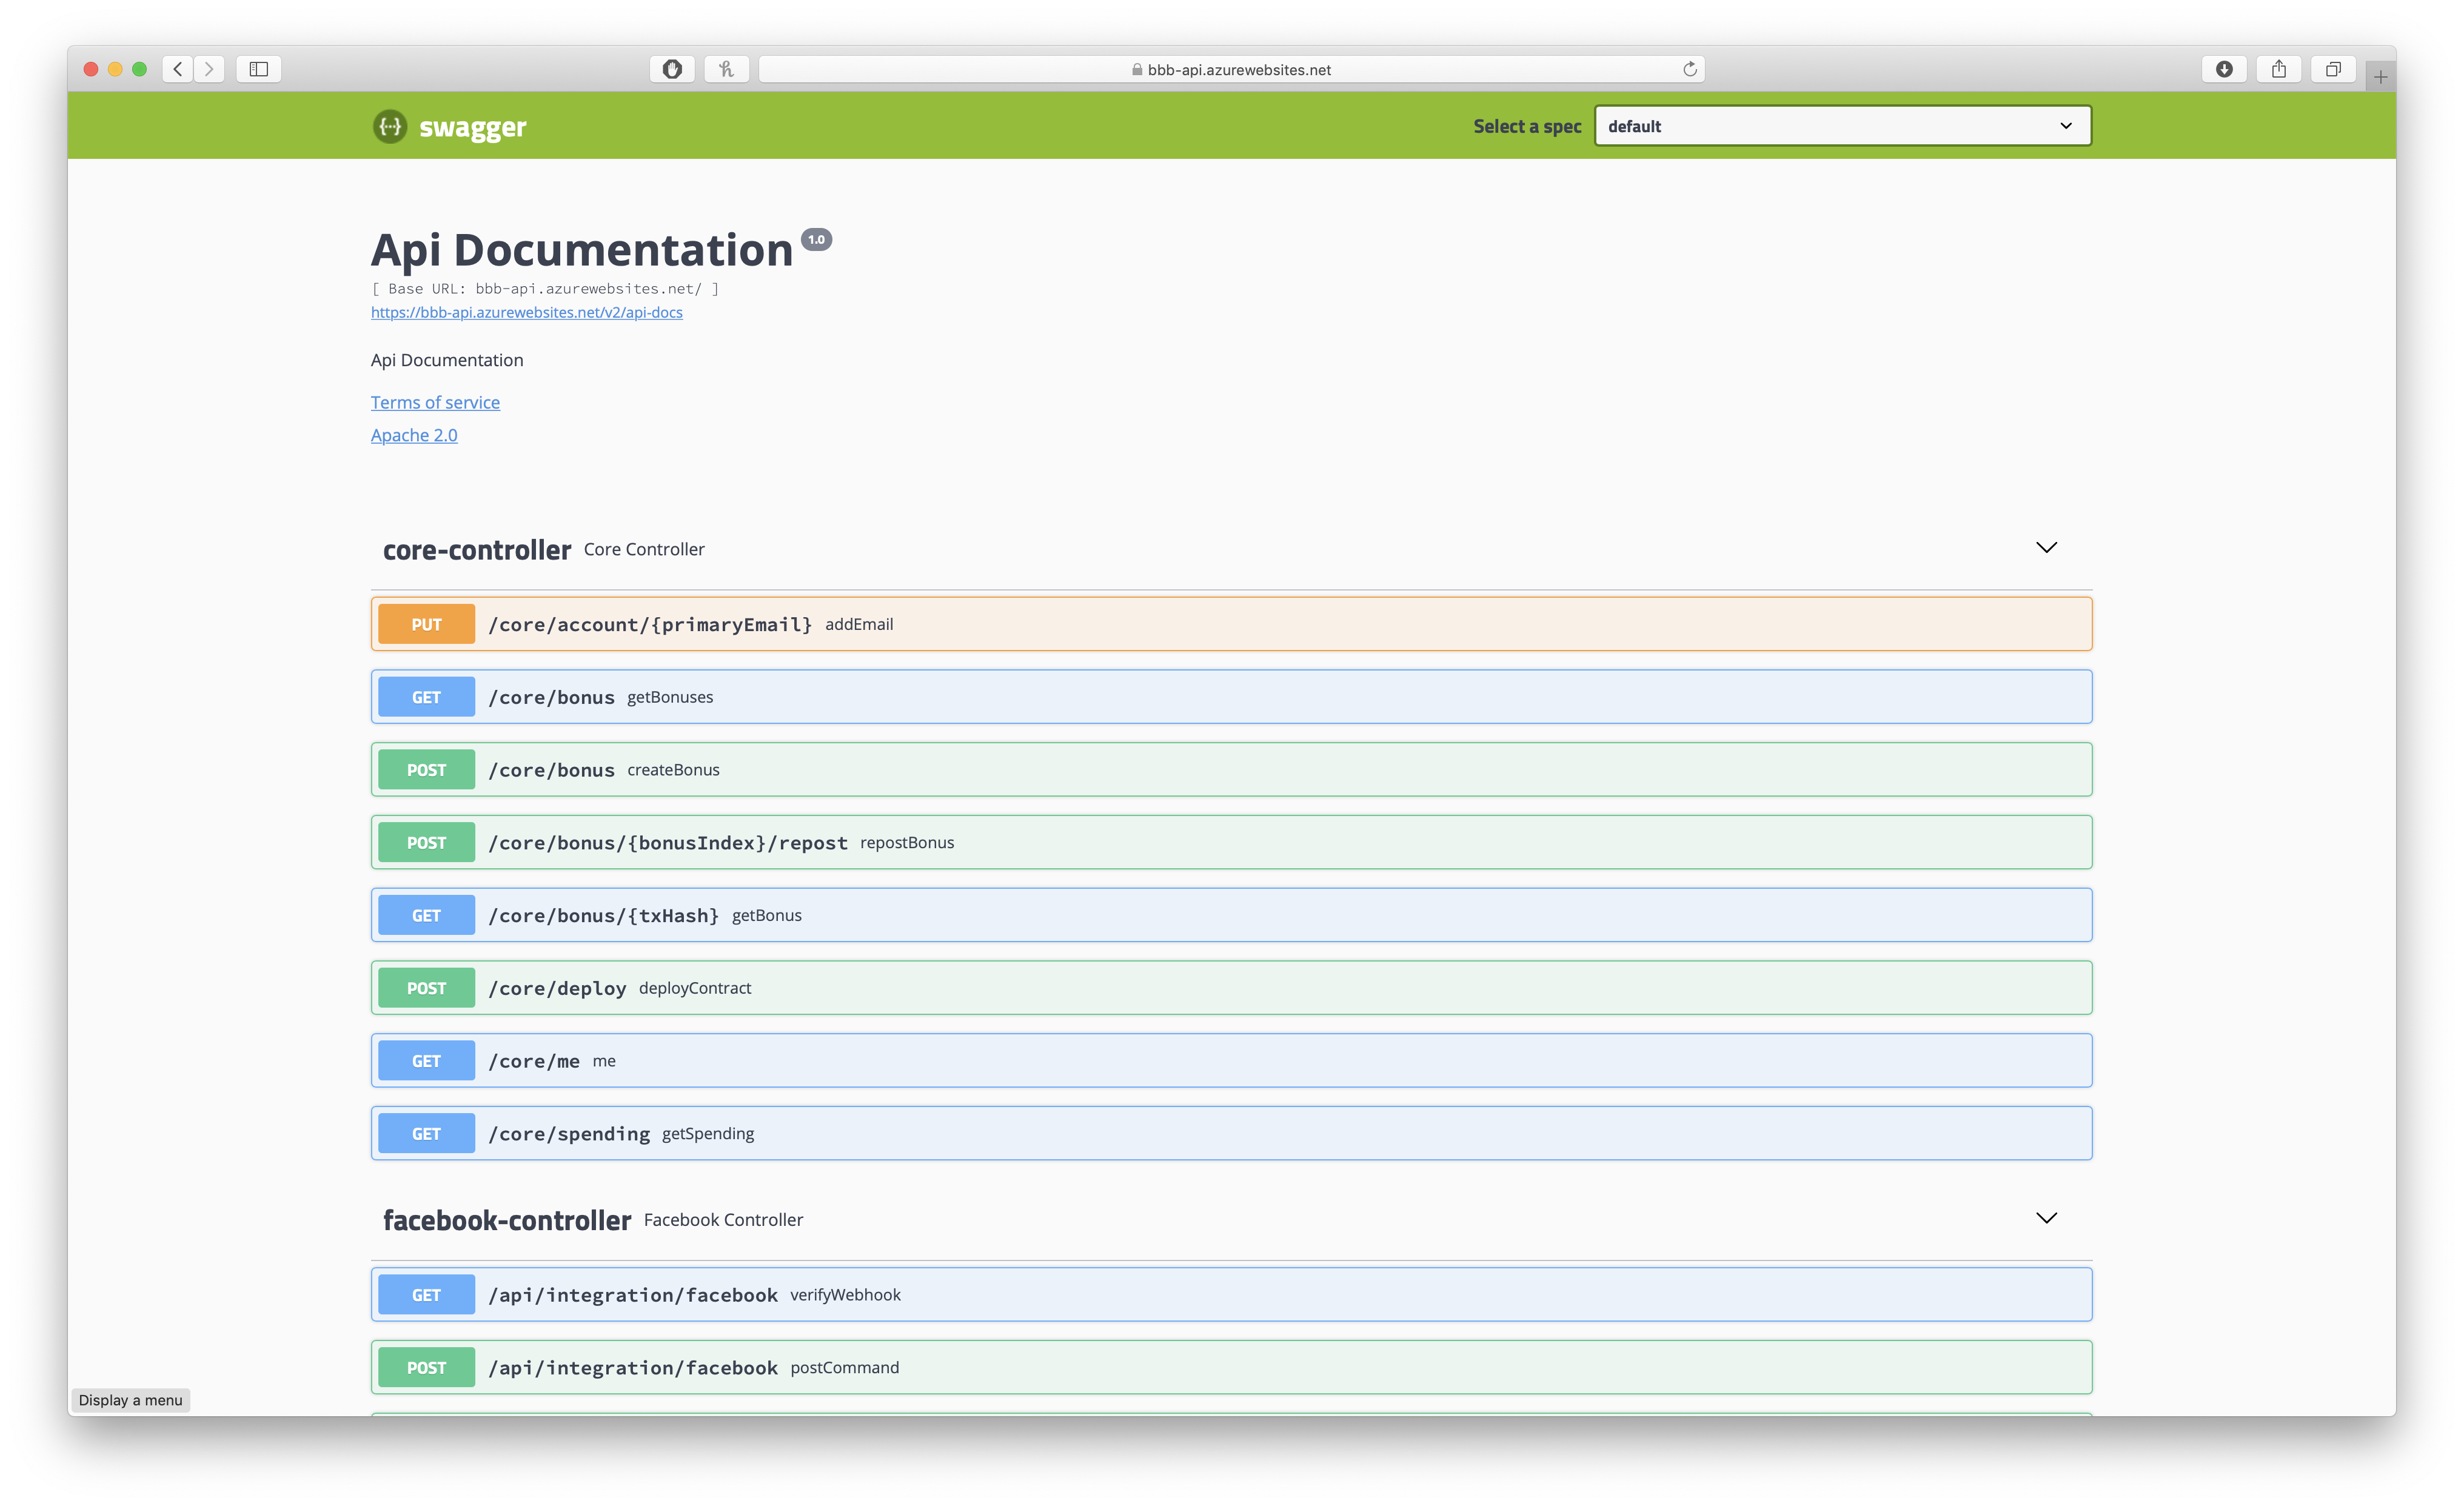 bbb-api.azurewebsites.net
{···} swagger
Select a spec
default
Api Documentation 1.0
[ Base URL: bbb-api.azurewebsites.net/ ]
https://bbb-api.azurewebsites.net/v2/api-docs
Api Documentation
Terms of service
Apache 2.0
core-controller Core Controller
PUT /core/account/{primaryEmail} addEmail
GET /core/bonus getBonuses
POST /core/bonus createBonus
POST /core/bonus/{bonusIndex}/repost repostBonus
GET /core/bonus/{txHash} getBonus
POST /core/deploy deployContract
GET /core/me me
GET /core/spending getSpending
facebook-controller Facebook Controller
GET /api/integration/facebook verifyWebhook
POST /api/integration/facebook postCommand
Display a menu